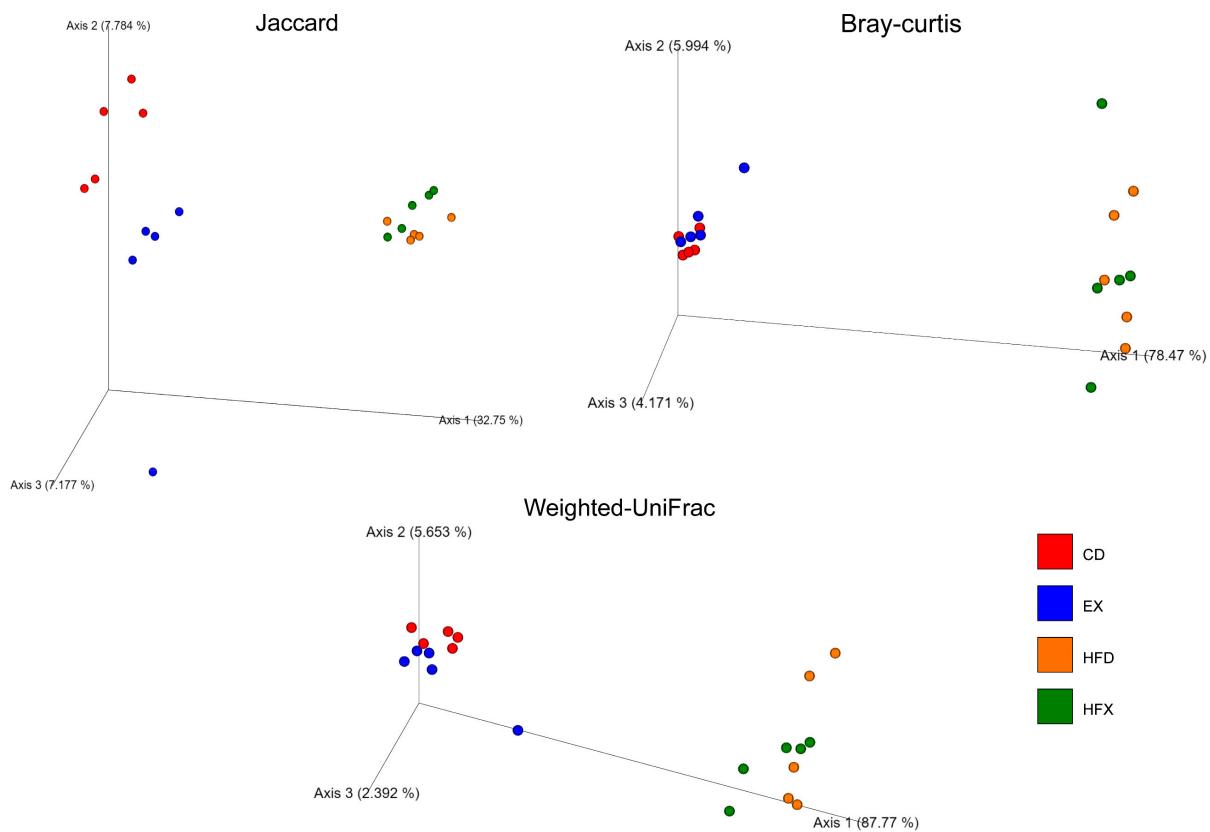 Jaccard
Axis 2 (7.784 %)
Axis 1 (32.75 %)
Axis 3 (7.177 %)
Bray-curtis
Axis 2 (5.994 %)
Axis 1 (78.47 %)
Axis 3 (4.171 %)
Weighted-UniFrac
Axis 2 (5.653 %)
Axis 3 (2.392 %)
Axis 1 (87.77 %)
CD
EX
HFD
HFX